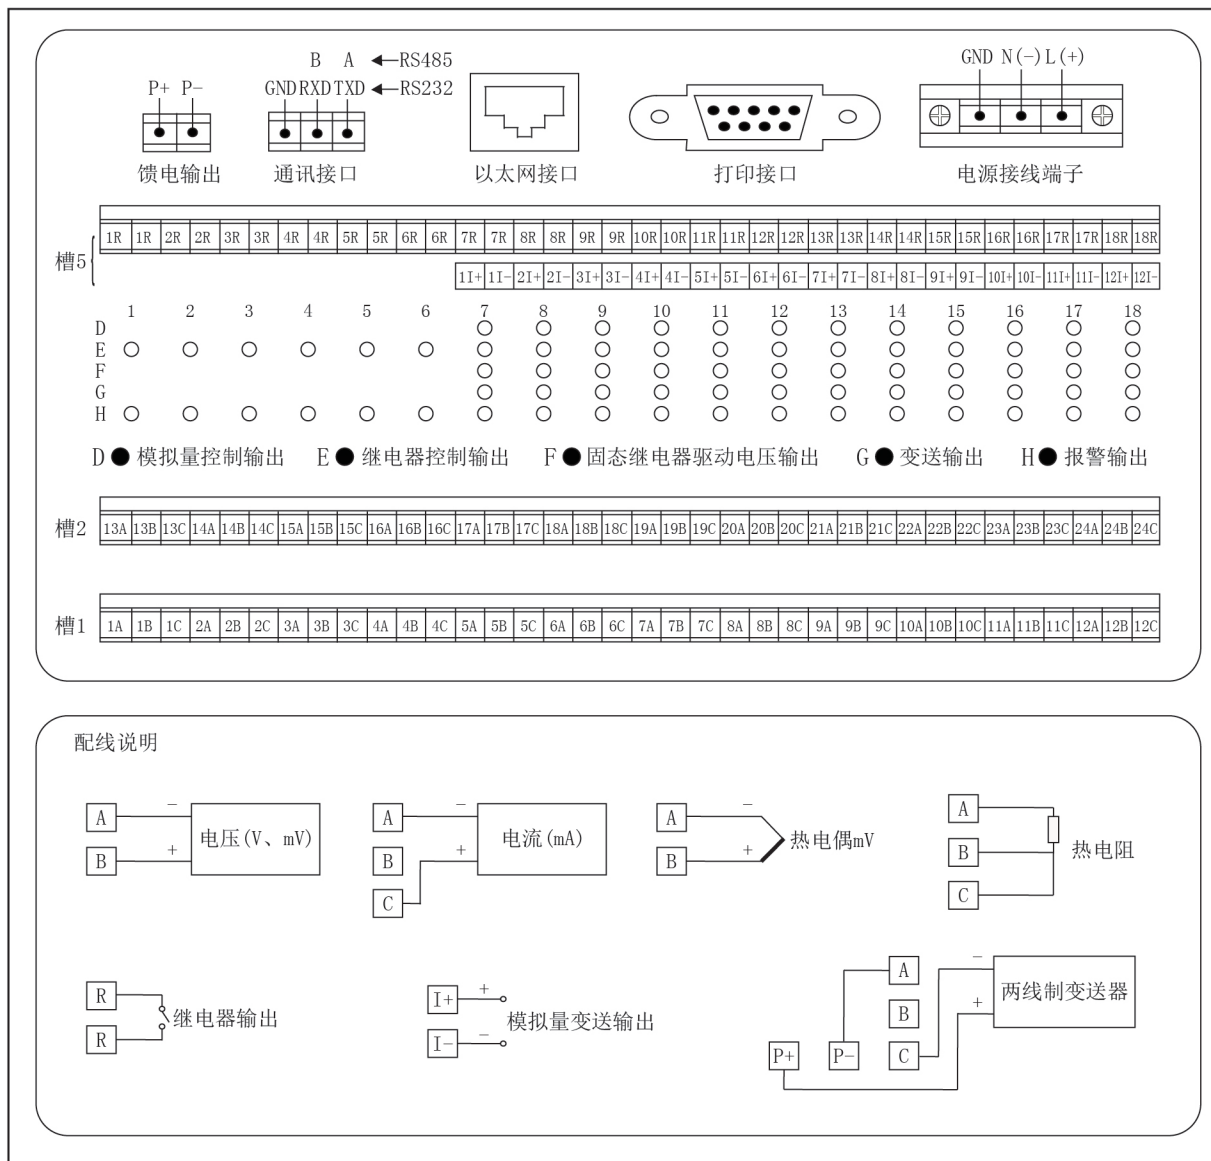 B A ←RS485
P+ P- GND RXD TXD ←RS232 GND N(-) L(+)
馈电输出 通讯接口 以太网接口 打印接口 电源接线端子
槽5
1R 1R 2R 2R 3R 3R 4R 4R 5R 5R 6R 6R 7R 7R 8R 8R 9R 9R 10R 10R 11R 11R 12R 12R 13R 13R 14R 14R 15R 15R 16R 16R 17R 17R 18R 18R
1I+ 1I- 2I+ 2I- 3I+ 3I- 4I+ 4I- 5I+ 5I- 6I+ 6I- 7I+ 7I- 8I+ 8I- 9I+ 9I- 10I+ 10I- 11I+ 11I- 12I+ 12I-
1 2 3 4 5 6 7 8 9 10 11 12 13 14 15 16 17 18
D
E
F
G
H
D●模拟量控制输出 E●继电器控制输出 F●固态继电器驱动电压输出 G●变送输出 H●报警输出
槽2 13A 13B 13C 14A 14B 14C 15A 15B 15C 16A 16B 16C 17A 17B 17C 18A 18B 18C 19A 19B 19C 20A 20B 20C 21A 21B 21C 22A 22B 22C 23A 23B 23C 24A 24B 24C
槽1 1A 1B 1C 2A 2B 2C 3A 3B 3C 4A 4B 4C 5A 5B 5C 6A 6B 6C 7A 7B 7C 8A 8B 8C 9A 9B 9C 10A 10B 10C 11A 11B 11C 12A 12B 12C
配线说明
A - B + 电压(V、mV)
A - B + C 电流(mA)
A - B + 热电偶mV
A B C 热电阻
R R 继电器输出
I+ + I- - 模拟量变送输出
P+ P- A B C - + 两线制变送器